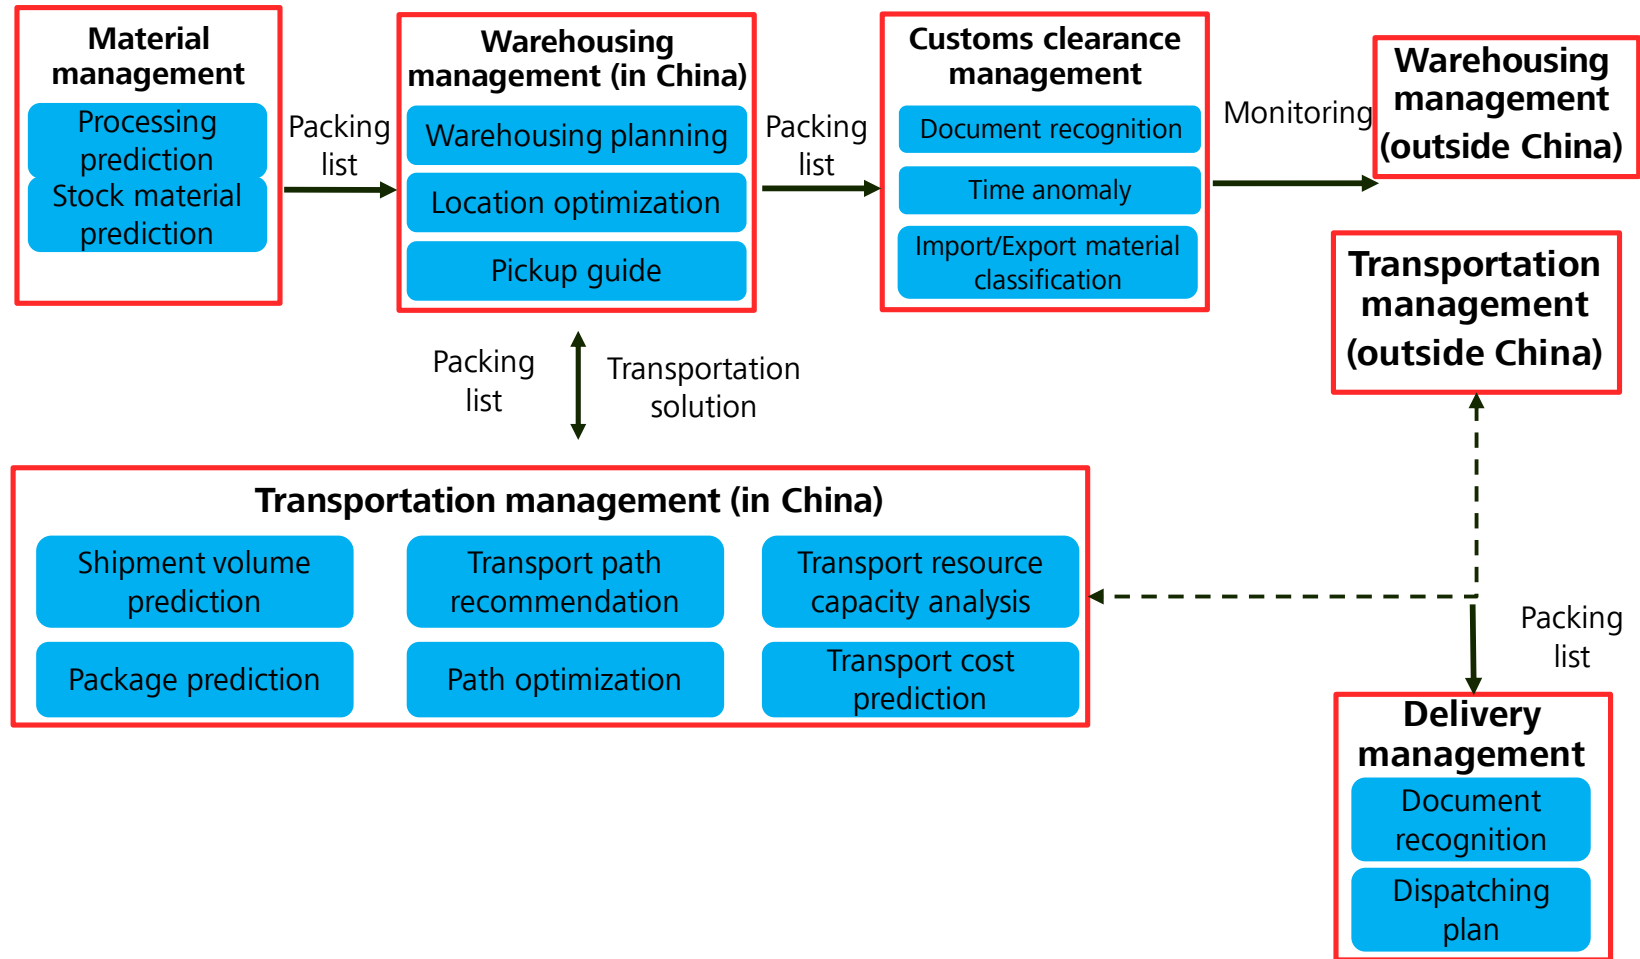 Material
management
Processing
prediction
Stock material
prediction
Packing
list
Warehousing
management (in China)
Warehousing planning
Location optimization
Pickup guide
Packing
list
Customs clearance
management
Document recognition
Time anomaly
Import/Export material
classification
Monitoring
Warehousing
management
(outside China)
Transportation
management
(outside China)
Packing
list
Transportation
solution
Transportation management (in China)
Shipment volume
prediction
Transport path
recommendation
Transport resource
capacity analysis
Package prediction
Path optimization
Transport cost
prediction
Packing
list
Delivery
management
Document
recognition
Dispatching
plan